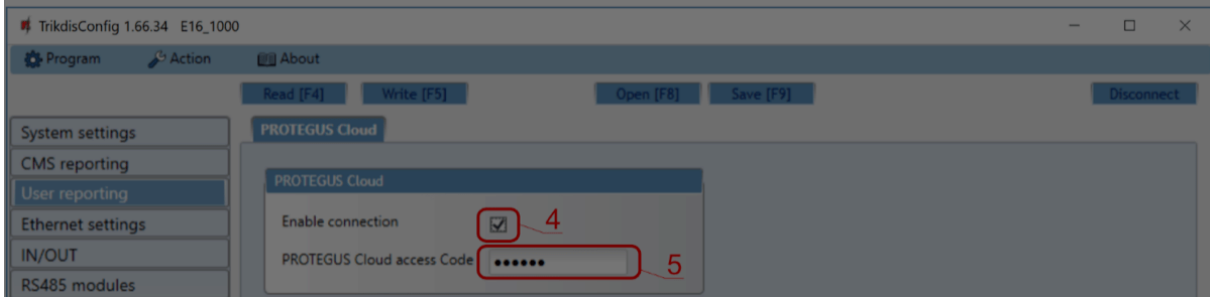 TrikdisConfig 1.66.34 E16_1000
Program Action About
Read [F4] Write [F5] Open [F8] Save [F9] Disconnect
System settings
CMS reporting
User reporting
Ethernet settings
IN/OUT
RS485 modules
PROTEGUS Cloud
PROTEGUS Cloud
Enable connection 4
PROTEGUS Cloud access Code •••••• 5